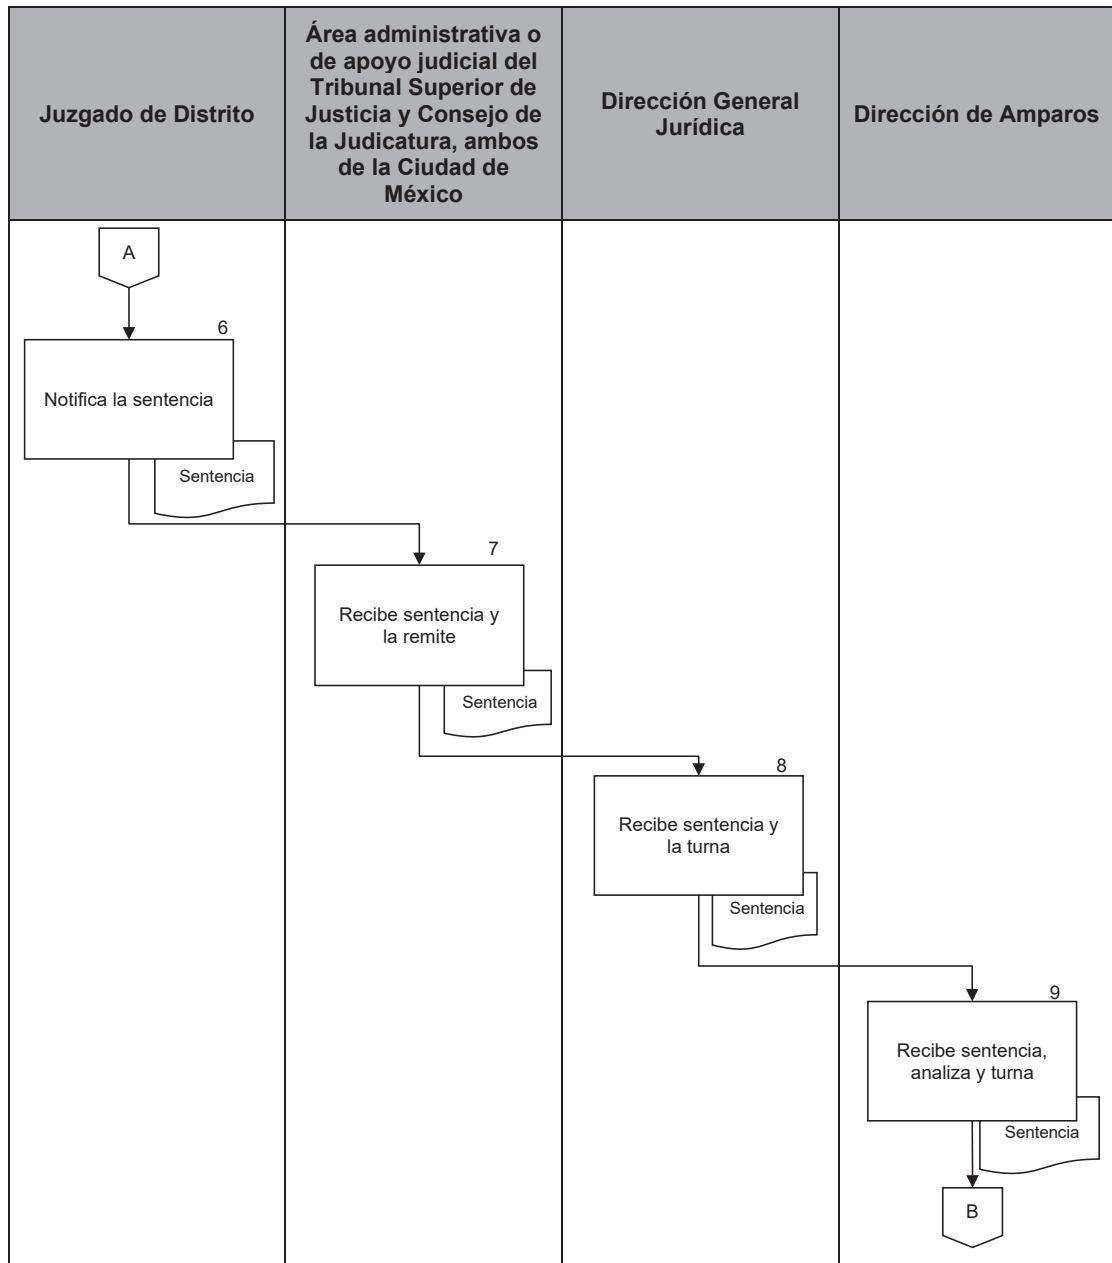 Juzgado de Distrito
Área administrativa o
de apoyo judicial del
Tribunal Superior de
Justicia y Consejo de
la Judicatura, ambos
de la Ciudad de
México
Dirección General
Jurídica
Dirección de Amparos
A
6
Notifica la sentencia
Sentencia
7
Recibe sentencia y
la remite
Sentencia
8
Recibe sentencia y
la turna
Sentencia
9
Recibe sentencia,
analiza y turna
Sentencia
B